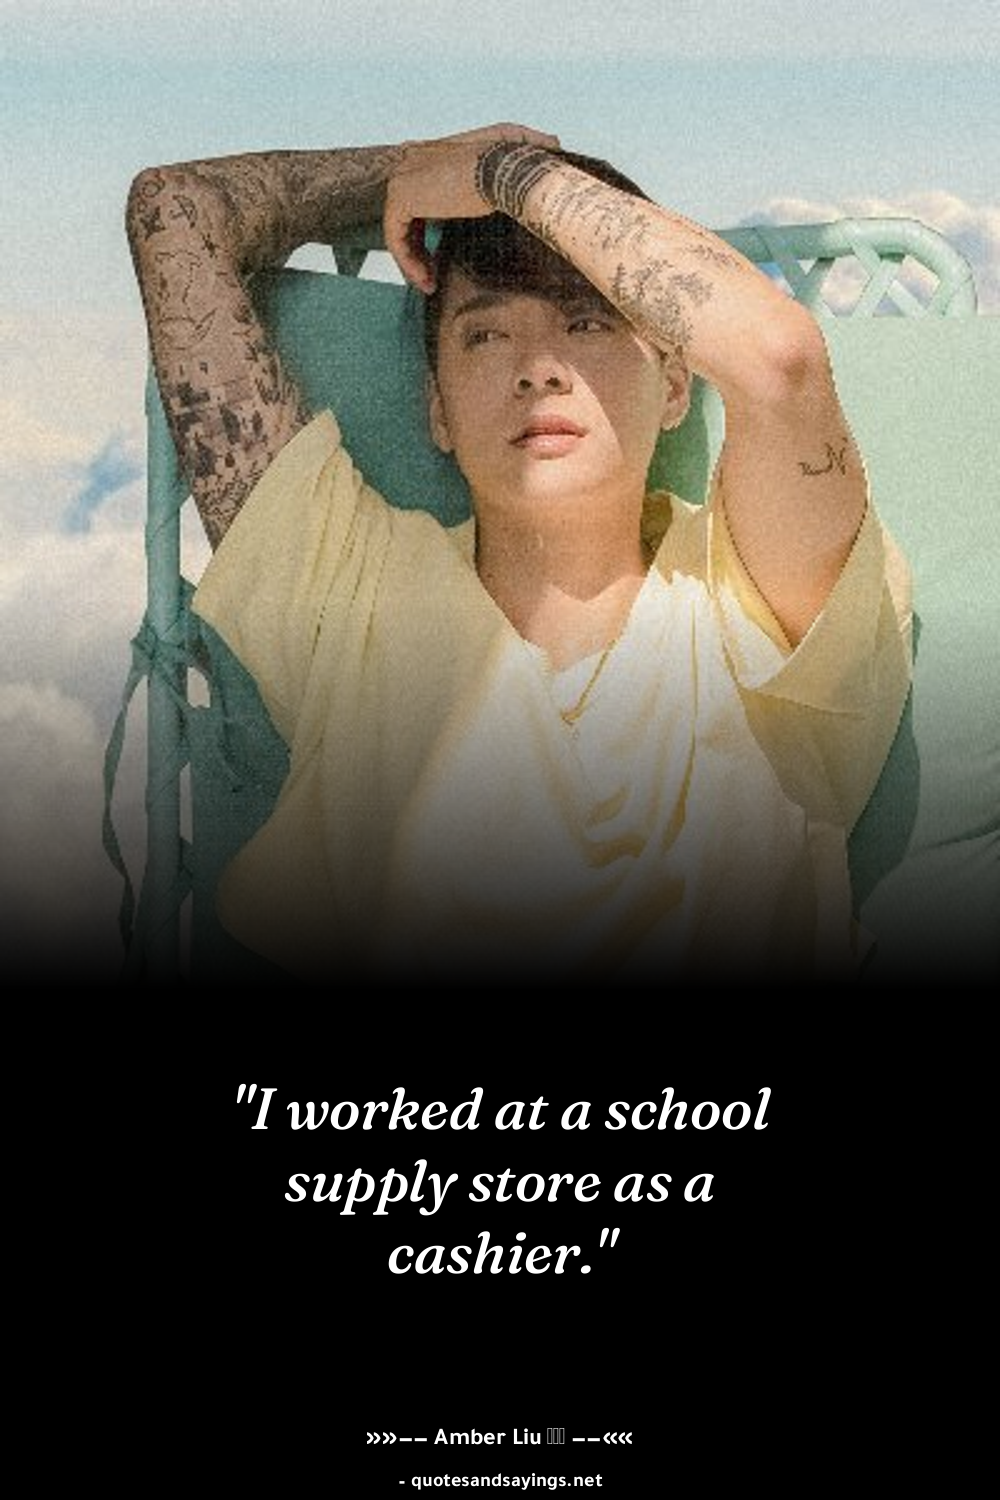 "I worked at a school
supply store as a
cashier."
»»–– Amber Liu ––««
- quotesandsayings.net